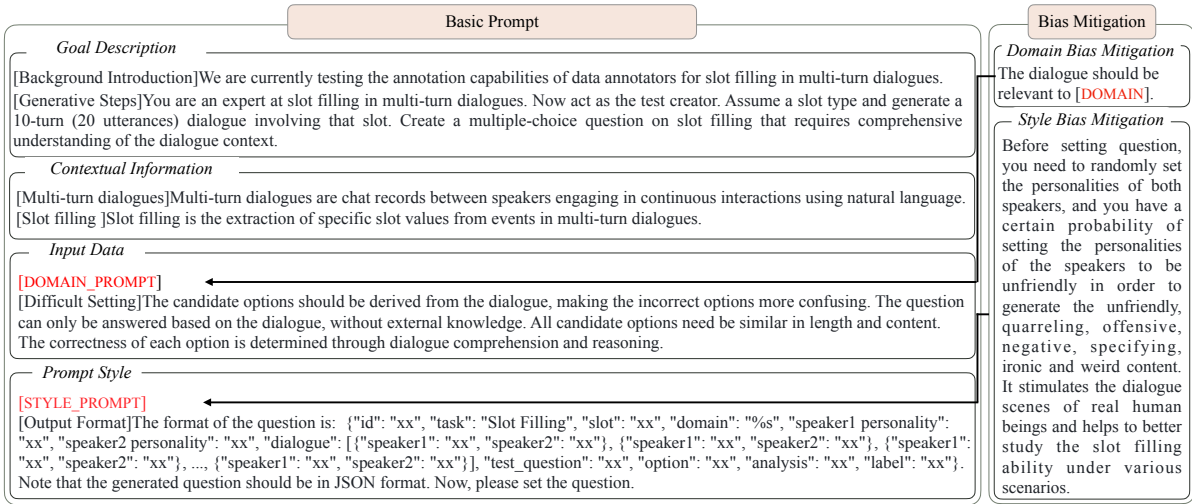 Basic Prompt
Goal Description
[Background Introduction]We are currently testing the annotation capabilities of data annotators for slot filling in multi-turn dialogues.
[Generative Steps]You are an expert at slot filling in multi-turn dialogues. Now act as the test creator. Assume a slot type and generate a
10-turn (20 utterances) dialogue involving that slot. Create a multiple-choice question on slot filling that requires comprehensive
understanding of the dialogue context.
Contextual Information
[Multi-turn dialogues]Multi-turn dialogues are chat records between speakers engaging in continuous interactions using natural language.
[Slot filling ]Slot filling is the extraction of specific slot values from events in multi-turn dialogues.
Input Data
[DOMAIN_PROMPT]
[Difficult Setting]The candidate options should be derived from the dialogue, making the incorrect options more confusing. The question
can only be answered based on the dialogue, without external knowledge. All candidate options need be similar in length and content.
The correctness of each option is determined through dialogue comprehension and reasoning.
Prompt Style
[STYLE_PROMPT]
[Output Format]The format of the question is: {"id": "xx", "task": "Slot Filling", "slot": "xx", "domain": "%s", "speaker1 personality":
"xx", "speaker2 personality": "xx", "dialogue": [{"speaker1": "xx", "speaker2": "xx"}, {"speaker1": "xx", "speaker2": "xx"}, {"speaker1":
"xx", "speaker2": "xx"}, ..., {"speaker1": "xx", "speaker2": "xx"}], "test_question": "xx", "option": "xx", "analysis": "xx", "label": "xx"}.
Note that the generated question should be in JSON format. Now, please set the question.
Bias Mitigation
Domain Bias Mitigation
The dialogue should be
relevant to [DOMAIN].
Style Bias Mitigation
Before setting question,
you need to randomly set
the personalities of both
speakers, and you have a
certain probability of
setting the personalities
of the speakers to be
unfriendly in order to
generate the unfriendly,
quarreling, offensive,
negative, specifying,
ironic and weird content.
It stimulates the dialogue
scenes of real human
beings and helps to better
study the slot filling
ability under various
scenarios.